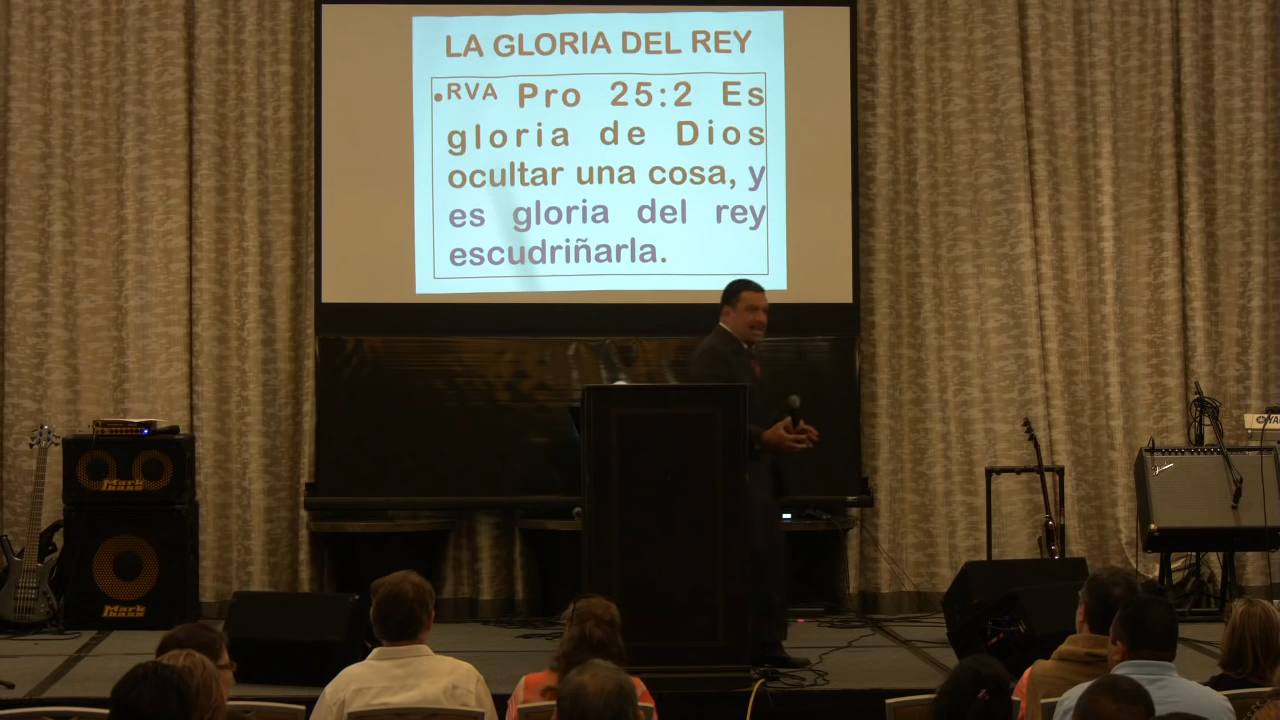 LA GLORIA DEL REY
•RVA Pro 25:2 Es
gloria de Dios
ocultar una cosa, y
es gloria del rey
escudriñarla.
Mark
bass
Mark
bass
Fender